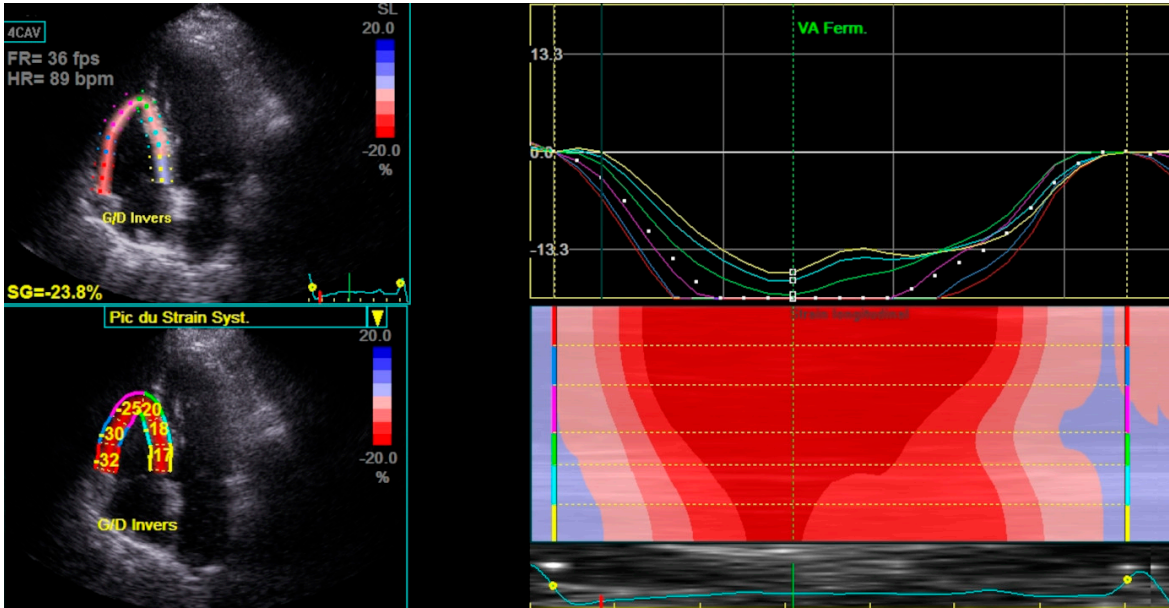 4CAV
FR= 36 fps
HR= 89 bpm
SL
20.0
-20.0
%
G/D Invers
SG=-23.8%
VA Ferm.
13.3
0.0
-13.3
Strain longitudinal
Pic du Strain Syst.
20.0
-20.0
%
-25
20
-30
-18
-32
17
G/D Invers